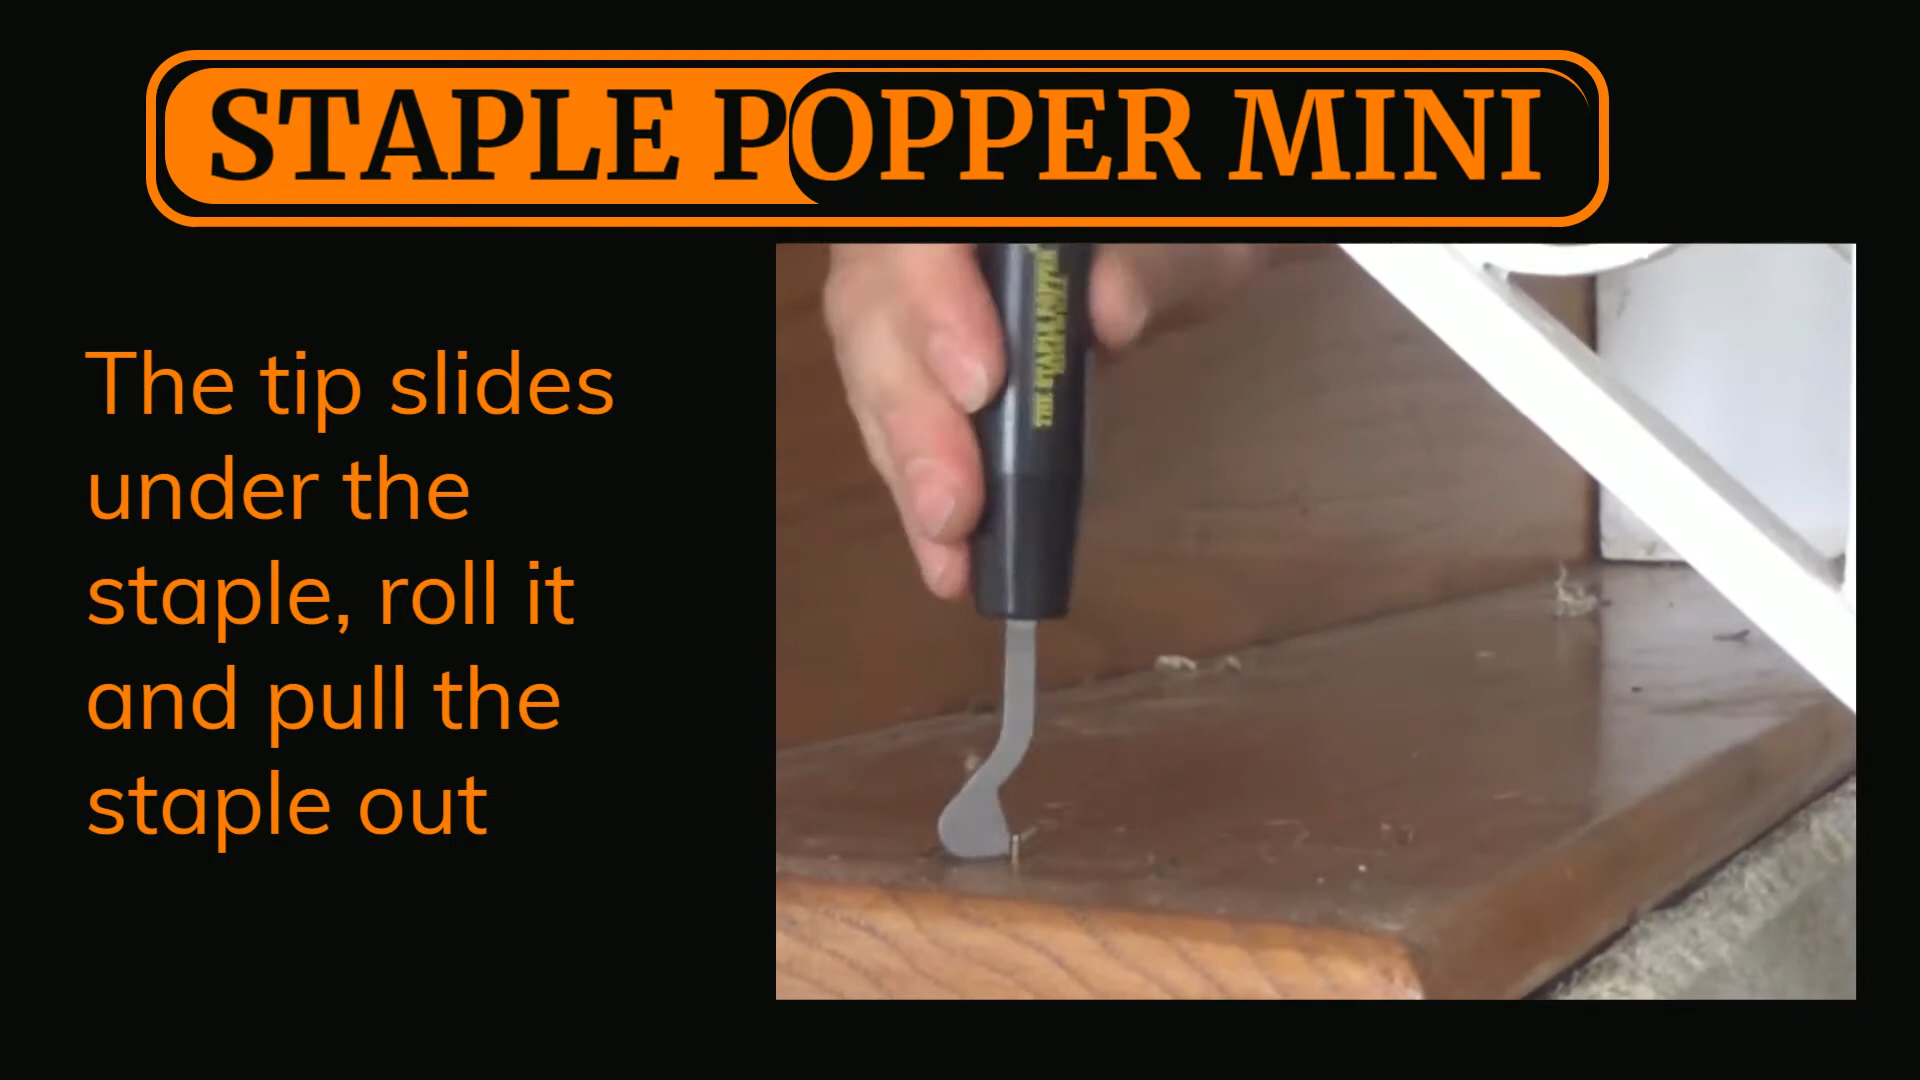 STAPLE POPPER MINI
The tip slides
under the
staple, roll it
and pull the
staple out